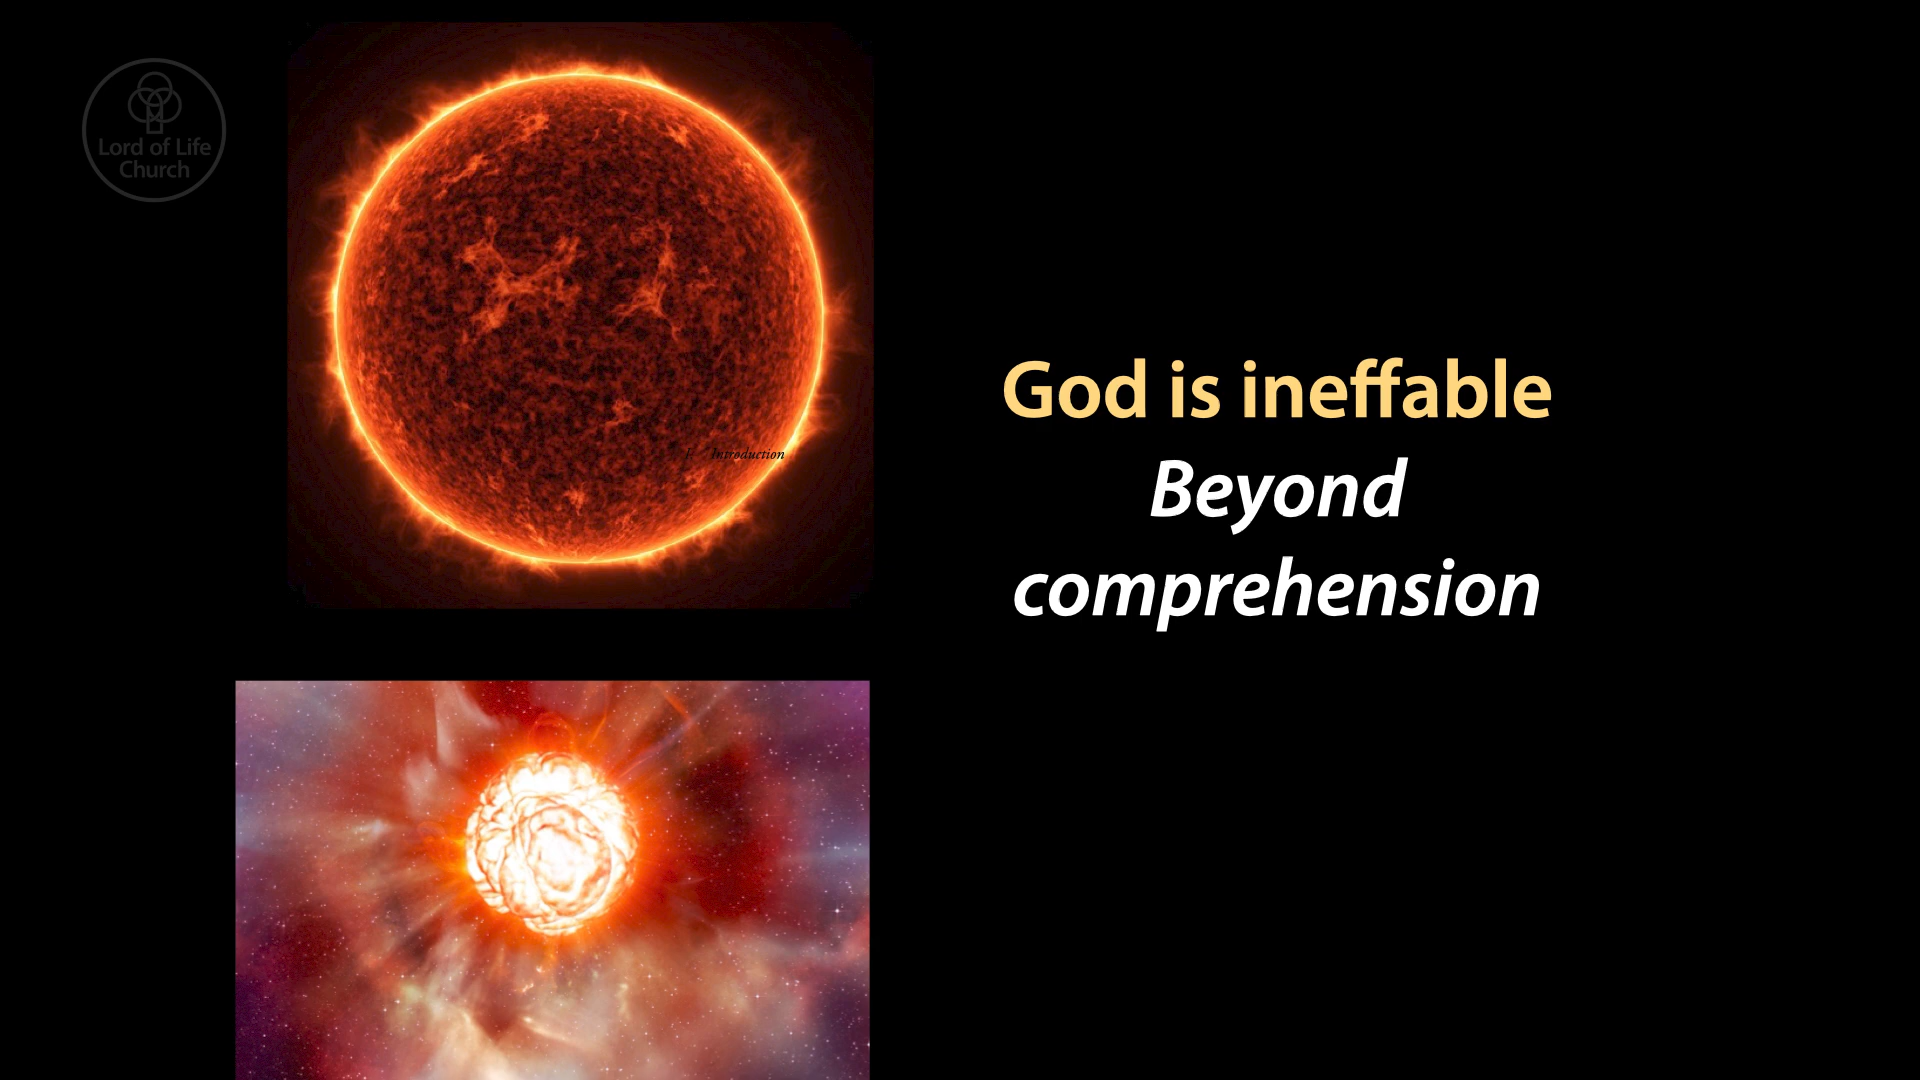 Lord of Life
Church
God is ineffable
Beyond
comprehension
Introduction